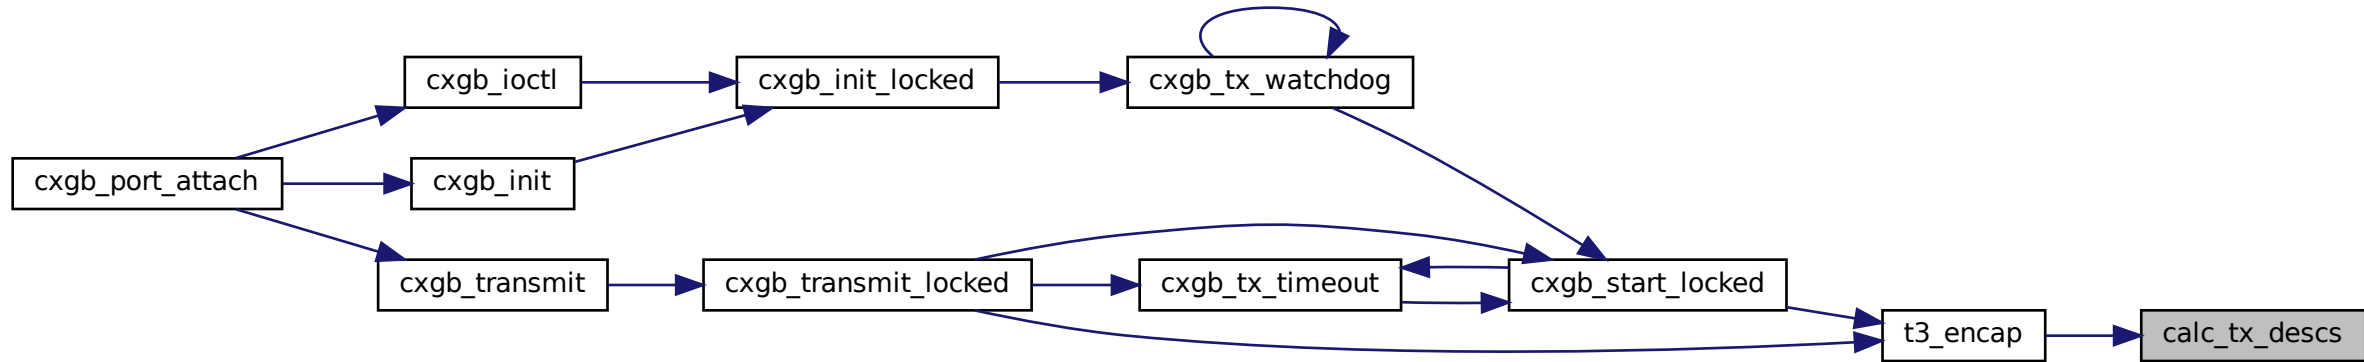 cxgb_ioctl
cxgb_init_locked
cxgb_tx_watchdog
cxgb_port_attach
cxgb_init
cxgb_transmit
cxgb_transmit_locked
cxgb_tx_timeout
cxgb_start_locked
t3_encap
calc_tx_descs